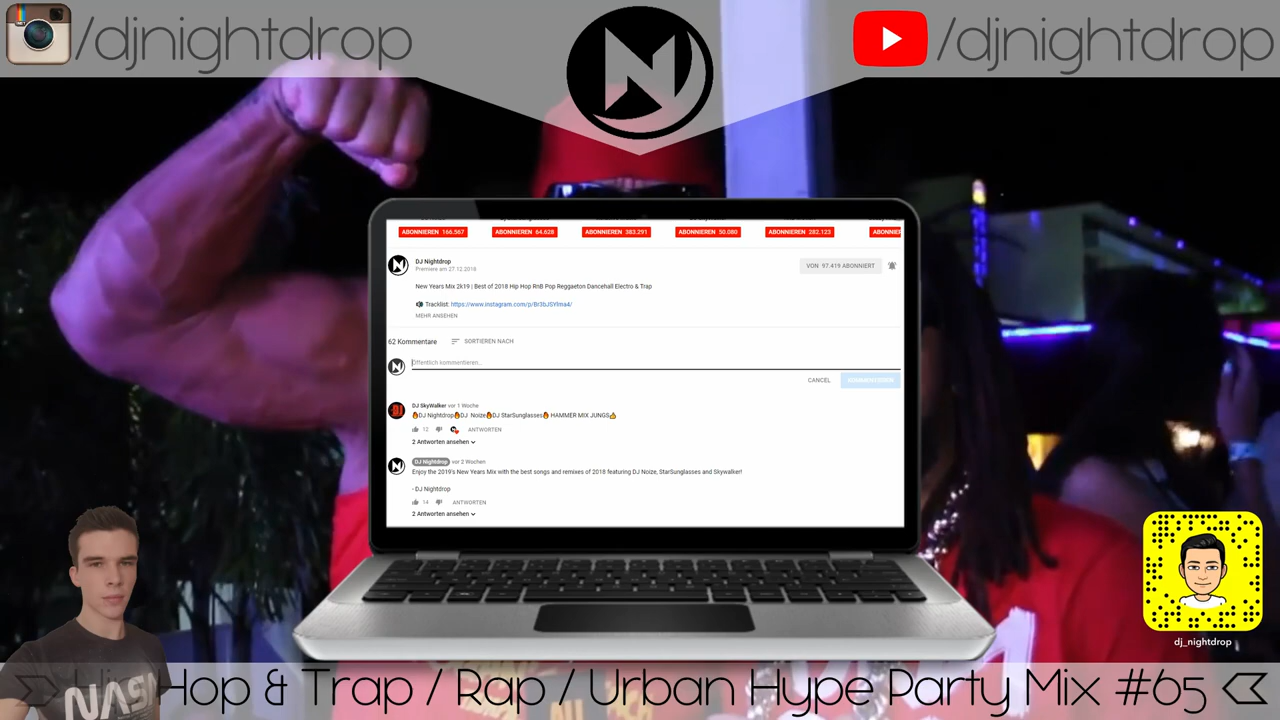 /djnightdrop
/djnightdrop
ABONNIEREN 166.567
ABONNIEREN 64.628
ABONNIEREN 383.291
ABONNIEREN 50.080
ABONNIEREN 282.123
DJ Nightdrop
Premiere am 27.12.2018
VON 97.419 ABONNIERT
New Years Mix 2k19 | Best of 2018 Hip Hop RnB Pop Reggaeton Dancehall Electro & Trap
Tracklist: https://www.instagram.com/p/Br3bJSYlma4/
MEHR ANSEHEN
62 Kommentare
SORTIEREN NACH
Öffentlich kommentieren...
CANCEL
KOMMENTIEREN
DJ SkyWalker vor 1 Woche
🔥DJ Nightdrop🔥DJ Noize🔥DJ StarSunglasses🔥 HAMMER MIX JUNGS👍
12
ANTWORTEN
2 Antworten ansehen
DJ Nightdrop vor 2 Wochen
Enjoy the 2019's New Years Mix with the best songs and remixes of 2018 featuring DJ Noize, StarSunglasses and Skywalker!
- DJ Nightdrop
14
ANTWORTEN
2 Antworten ansehen
dj_nightdrop
Hop & Trap / Rap / Urban Hype Party Mix #65
NASA